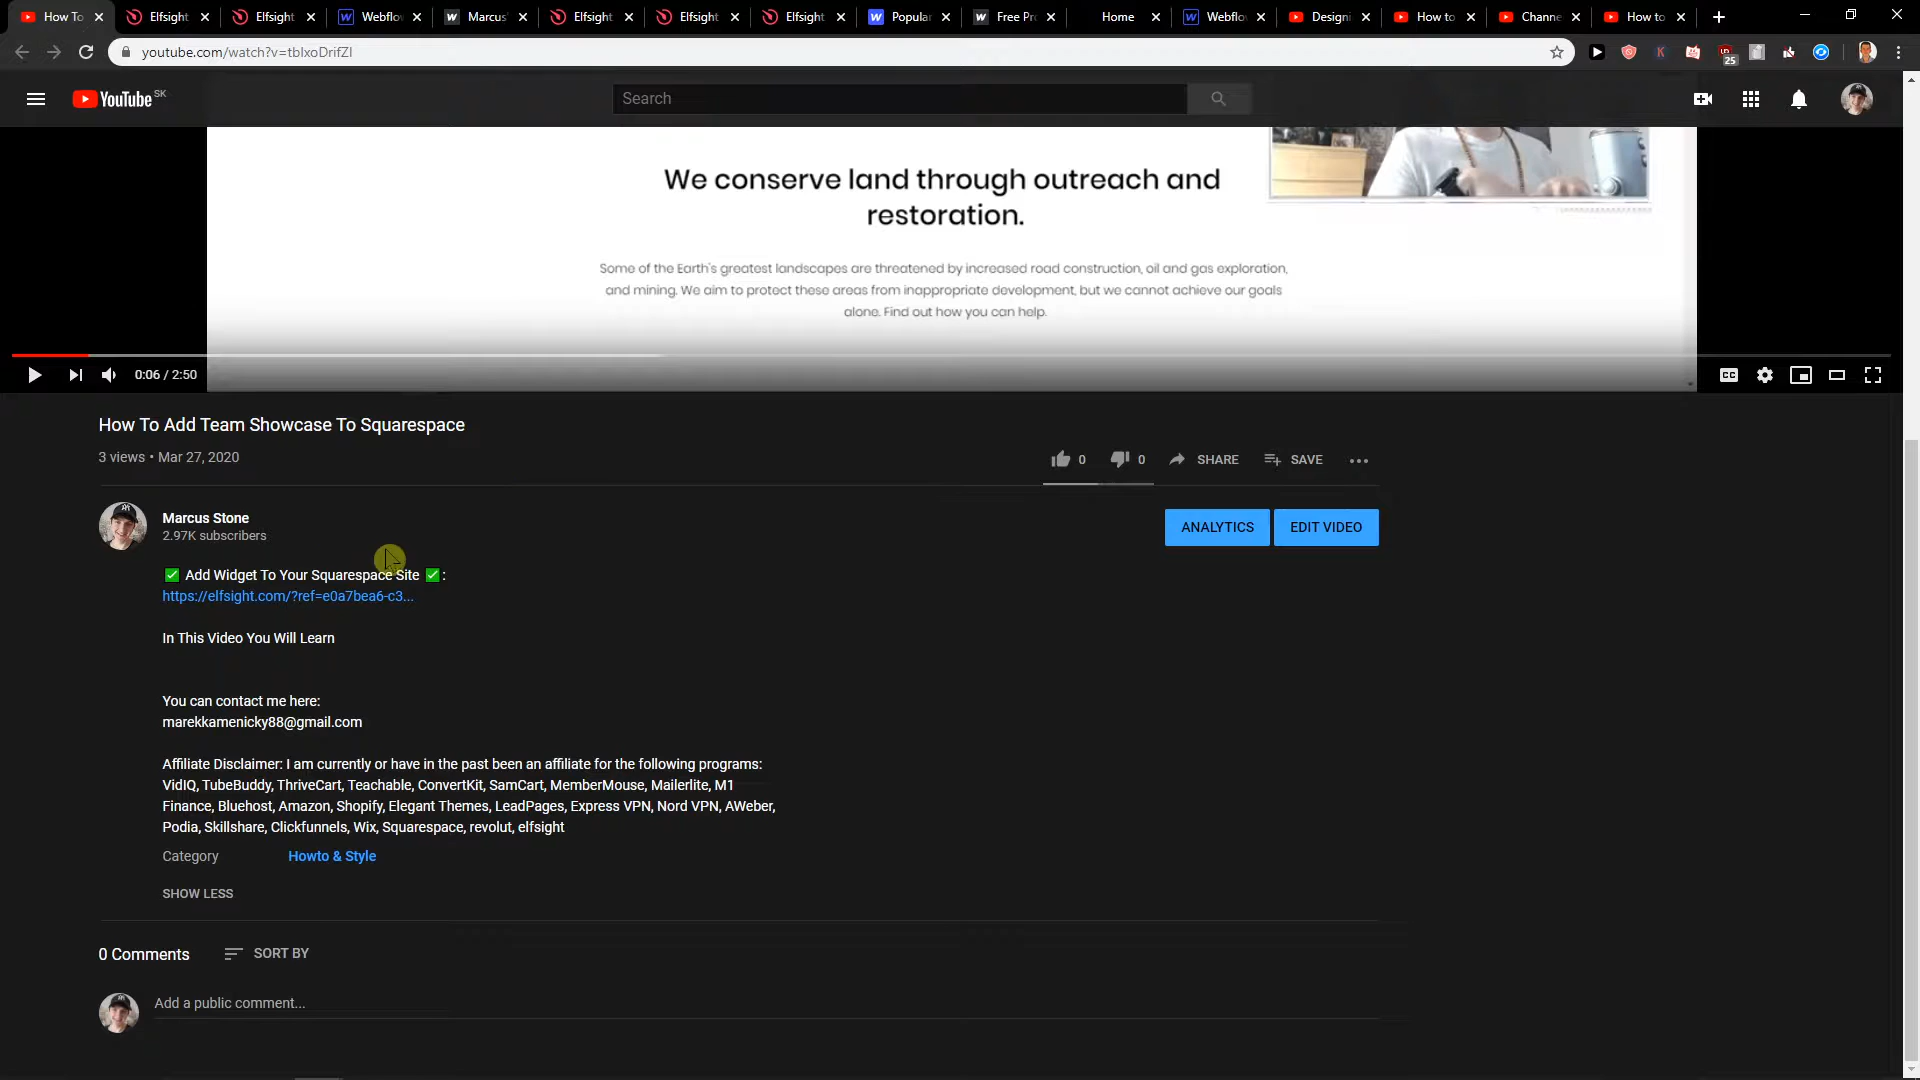 How To
Elfsight
Elfsight
Webflo
Marcus'
Elfsight
Elfsight
Elfsight
Popular
Free Pr
Home
Webflo
Design
How to
Channe
How to
youtube.com/watch?v=tbIxoDrifZI
25
YouTube SK
Search
We conserve land through outreach and
restoration.
Some of the Earth's greatest landscapes are threatened by increased road construction, oil and gas exploration,
and mining. We aim to protect these areas from inappropriate development, but we cannot achieve our goals
alone. Find out how you can help.
0:06 / 2:50
CC
How To Add Team Showcase To Squarespace
3 views • Mar 27, 2020
0
0
SHARE
SAVE
Marcus Stone
2.97K subscribers
ANALYTICS
EDIT VIDEO
✅ Add Widget To Your Squarespace Site ✅:
https://elfsight.com/?ref=e0a7bea6-c3...
In This Video You Will Learn
You can contact me here:
marekkamenicky88@gmail.com
Affiliate Disclaimer: I am currently or have in the past been an affiliate for the following programs:
VidIQ, TubeBuddy, ThriveCart, Teachable, ConvertKit, SamCart, MemberMouse, Mailerlite, M1
Finance, Bluehost, Amazon, Shopify, Elegant Themes, LeadPages, Express VPN, Nord VPN, AWeber,
Podia, Skillshare, Clickfunnels, Wix, Squarespace, revolut, elfsight
Category
Howto & Style
SHOW LESS
0 Comments
SORT BY
Add a public comment...